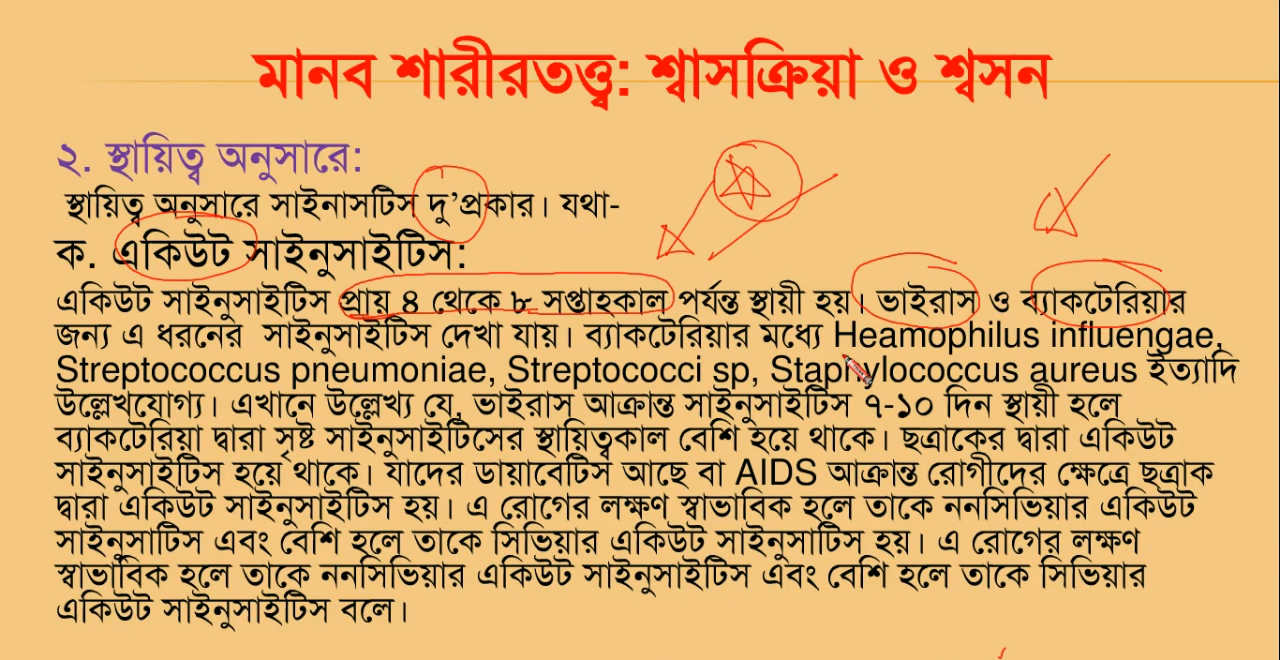 মানব শারীরতত্ত্ব: শ্বাসক্রিয়া ও শ্বসন
২. স্থায়িত্ব অনুসারে:
স্থায়িত্ব অনুসারে সাইনাসটিস দু’প্রকার। যথা-
ক. একিউট সাইনুসাইটিস:
একিউট সাইনুসাইটিস প্রায় ৪ থেকে ৮ সপ্তাহকাল পর্যন্ত স্থায়ী হয়। ভাইরাস ও ব্যাকটেরিয়ার
জন্য এ ধরনের সাইনুসাইটিস দেখা যায়। ব্যাকটেরিয়ার মধ্যে Heamophilus influengae,
Streptococcus pneumoniae, Streptococci sp, Staphylococcus aureus ইত্যাদি
উল্লেখযোগ্য। এখানে উল্লেখ্য যে, ভাইরাস আক্রান্ত সাইনুসাইটিস ৭-১০ দিন স্থায়ী হলে
ব্যাকটেরিয়া দ্বারা সৃষ্ট সাইনুসাইটিসের স্থায়িত্বকাল বেশি হয়ে থাকে। ছত্রাকের দ্বারা একিউট
সাইনুসাইটিস হয়ে থাকে। যাদের ডায়াবেটিস আছে বা AIDS আক্রান্ত রোগীদের ক্ষেত্রে ছত্রাক
দ্বারা একিউট সাইনুসাইটিস হয়। এ রোগের লক্ষণ স্বাভাবিক হলে তাকে ননসিভিয়ার একিউট
সাইনুসাটিস এবং বেশি হলে তাকে সিভিয়ার একিউট সাইনুসাটিস হয়। এ রোগের লক্ষণ
স্বাভাবিক হলে তাকে ননসিভিয়ার একিউট সাইনুসাইটিস এবং বেশি হলে তাকে সিভিয়ার
একিউট সাইনুসাইটিস বলে।